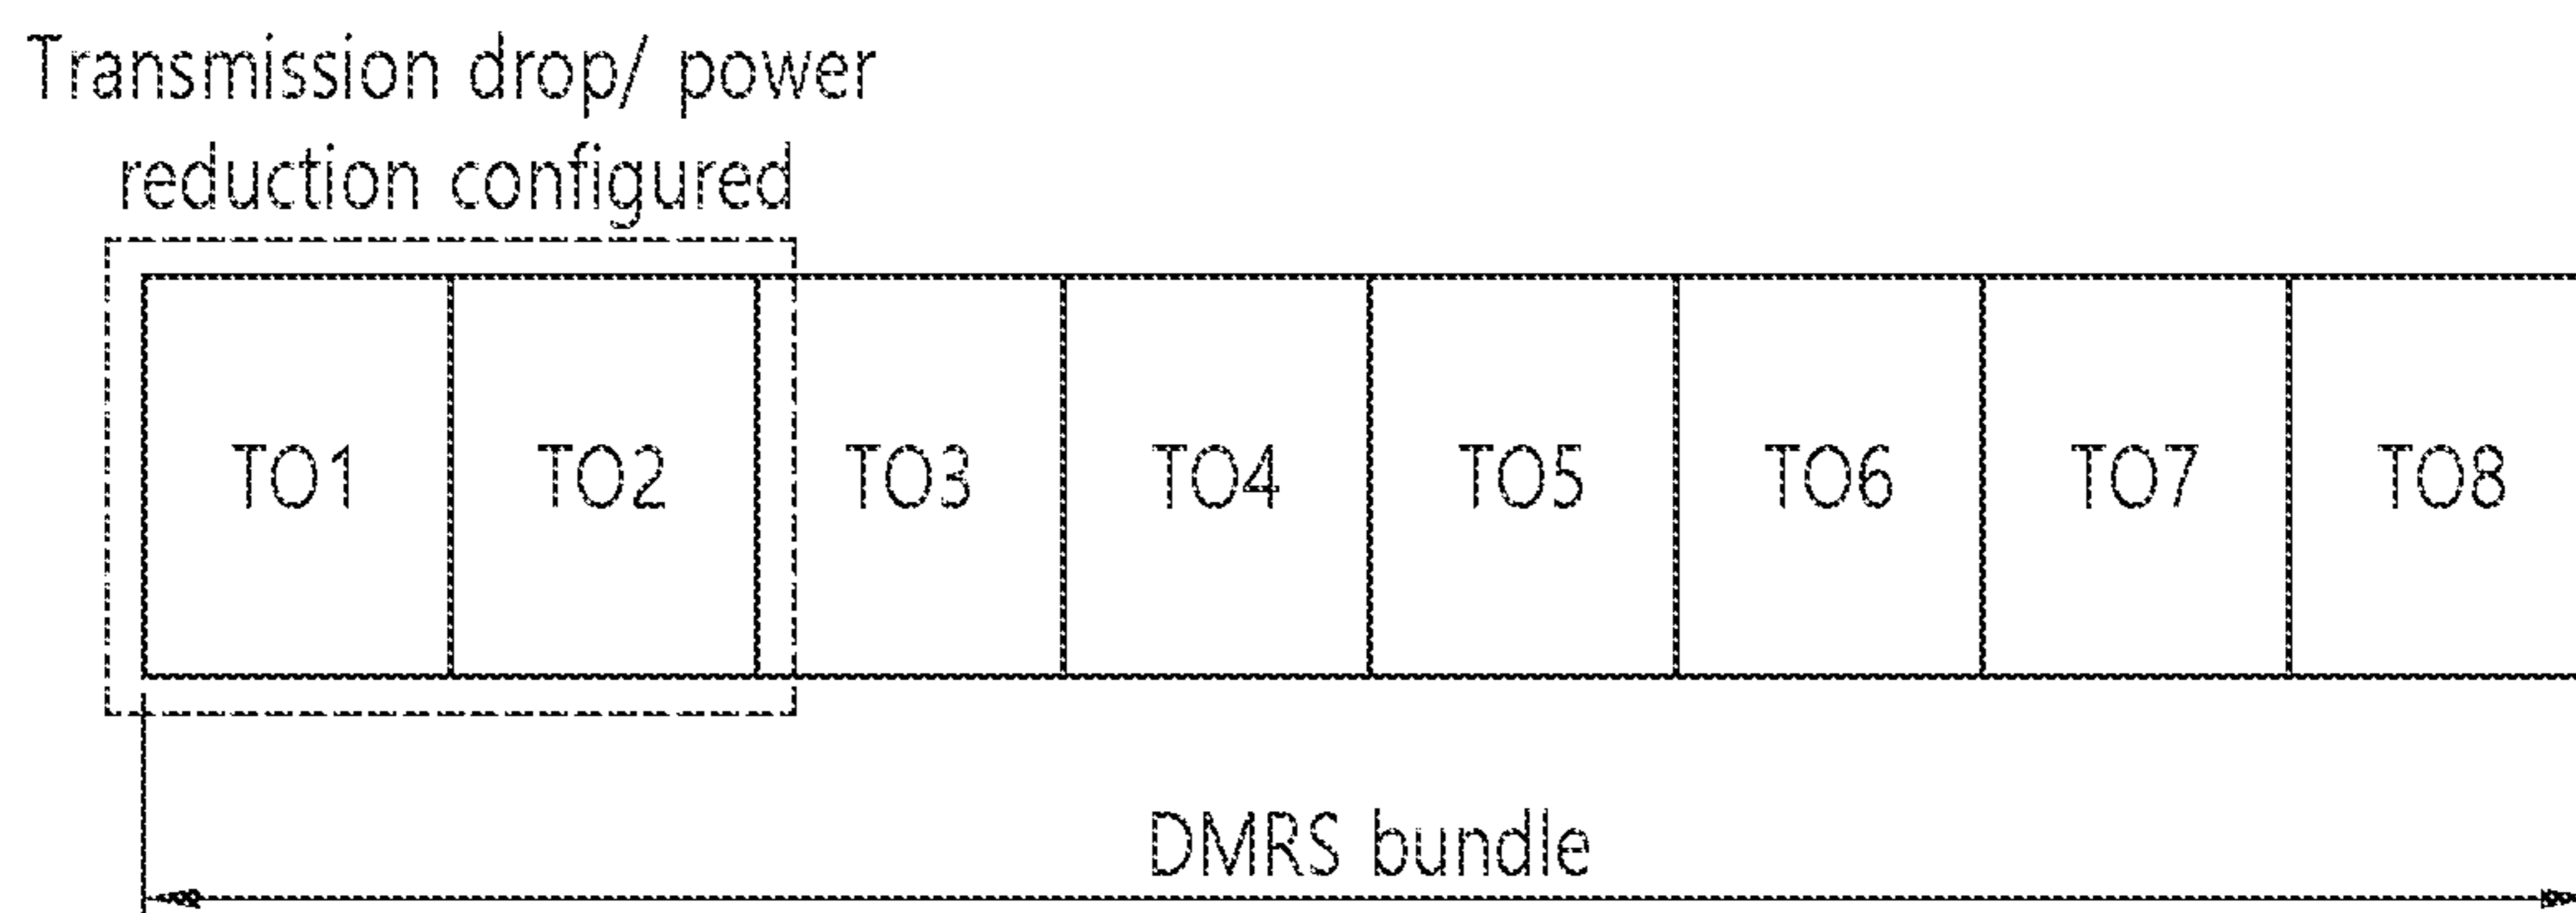 Transmission drop/ power
reduction configured
TO1 TO2 TO3 TO4 TO5 TO6 TO7 TO8
DMRS bundle